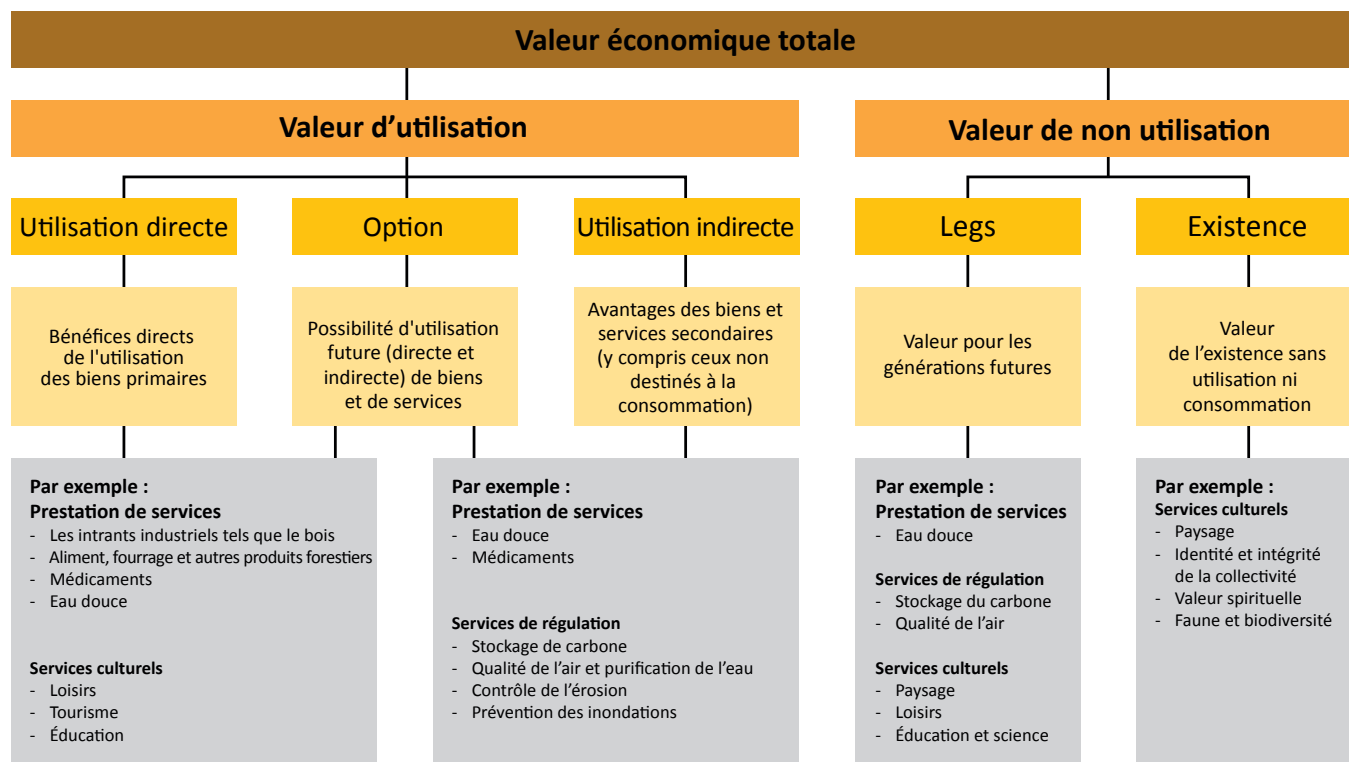 Valeur économique totale
Valeur d'utilisation
Valeur de non utilisation
Utilisation directe
Option
Utilisation indirecte
Legs
Existence
Bénéfices directs
de l'utilisation
des biens primaires
Possibilité d'utilisation
future (directe et
indirecte) de biens
et de services
Avantages des biens et
services secondaires
(y compris ceux non
destinés à la
consommation)
Valeur pour les
générations futures
Valeur
de l'existence sans
utilisation ni
consommation
Par exemple :
Prestation de services
- Les intrants industriels tels que le bois
- Aliment, fourrage et autres produits forestiers
- Médicaments
- Eau douce
Services culturels
- Loisirs
- Tourisme
- Éducation
Par exemple :
Prestation de services
- Eau douce
- Médicaments
Services de régulation
- Stockage de carbone
- Qualité de l'air et purification de l'eau
- Contrôle de l'érosion
- Prévention des inondations
Par exemple :
Prestation de services
- Eau douce
Services de régulation
- Stockage du carbone
- Qualité de l'air
Services culturels
- Paysage
- Loisirs
- Éducation et science
Par exemple :
Services culturels
- Paysage
- Identité et intégrité
de la collectivité
- Valeur spirituelle
- Faune et biodiversité